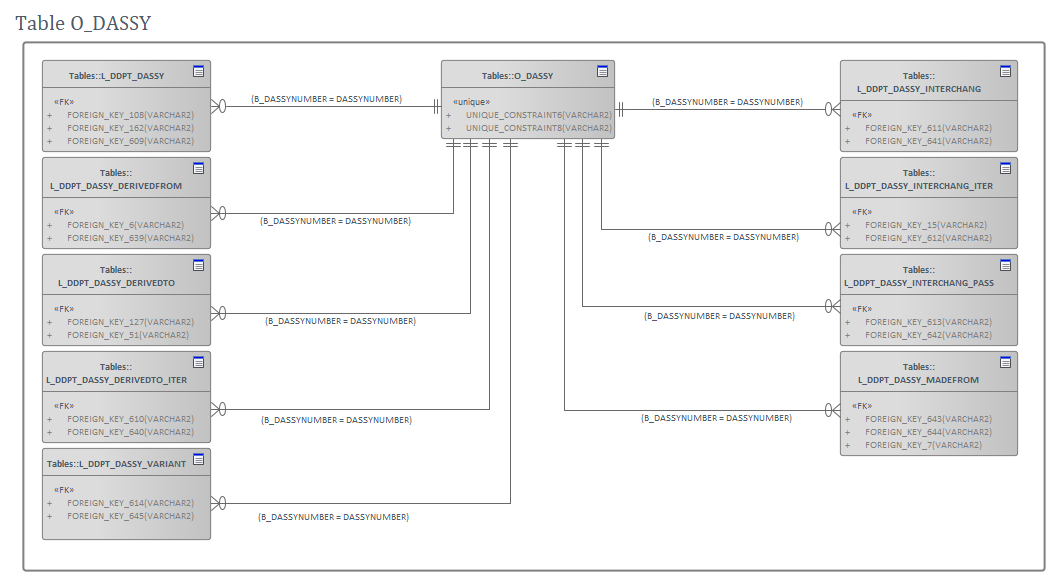 Table O_DASSY
Tables::L_DDPT_DASSY
«FK»
+ FOREIGN_KEY_108(VARCHAR2)
+ FOREIGN_KEY_162(VARCHAR2)
+ FOREIGN_KEY_609(VARCHAR2)
(B_DASSYNUMBER = DASSYNUMBER)
Tables::O_DASSY
«unique»
+ UNIQUE_CONSTRAINT6(VARCHAR2)
+ UNIQUE_CONSTRAINT8(VARCHAR2)
(B_DASSYNUMBER = DASSYNUMBER)
Tables::
L_DDPT_DASSY_INTERCHANG
«FK»
+ FOREIGN_KEY_611(VARCHAR2)
+ FOREIGN_KEY_641(VARCHAR2)
Tables::
L_DDPT_DASSY_DERIVEDFROM
«FK»
+ FOREIGN_KEY_6(VARCHAR2)
+ FOREIGN_KEY_639(VARCHAR2)
(B_DASSYNUMBER = DASSYNUMBER)
Tables::
L_DDPT_DASSY_INTERCHANG_ITER
«FK»
+ FOREIGN_KEY_15(VARCHAR2)
+ FOREIGN_KEY_612(VARCHAR2)
(B_DASSYNUMBER = DASSYNUMBER)
Tables::
L_DDPT_DASSY_DERIVEDTO
«FK»
+ FOREIGN_KEY_127(VARCHAR2)
+ FOREIGN_KEY_51(VARCHAR2)
(B_DASSYNUMBER = DASSYNUMBER)
Tables::
L_DDPT_DASSY_INTERCHANG_PASS
«FK»
+ FOREIGN_KEY_613(VARCHAR2)
+ FOREIGN_KEY_642(VARCHAR2)
(B_DASSYNUMBER = DASSYNUMBER)
Tables::
L_DDPT_DASSY_DERIVEDTO_ITER
«FK»
+ FOREIGN_KEY_610(VARCHAR2)
+ FOREIGN_KEY_640(VARCHAR2)
(B_DASSYNUMBER = DASSYNUMBER)
Tables::
L_DDPT_DASSY_MADEFROM
«FK»
+ FOREIGN_KEY_643(VARCHAR2)
+ FOREIGN_KEY_644(VARCHAR2)
+ FOREIGN_KEY_7(VARCHAR2)
(B_DASSYNUMBER = DASSYNUMBER)
Tables::L_DDPT_DASSY_VARIANT
«FK»
+ FOREIGN_KEY_614(VARCHAR2)
+ FOREIGN_KEY_645(VARCHAR2)
(B_DASSYNUMBER = DASSYNUMBER)